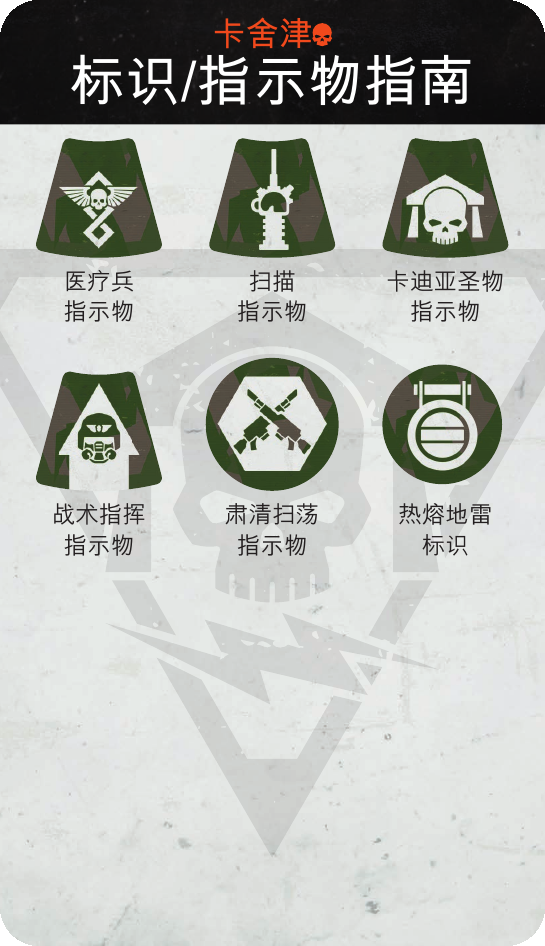 卡舍津
标识/指示物指南
医疗兵
指示物
扫描
指示物
卡迪亚圣物
指示物
战术指挥
指示物
肃清扫荡
指示物
热熔地雷
标识